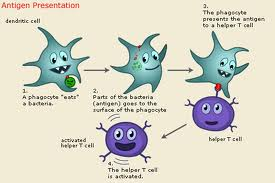 Antigen Presentation
dendritic cell
1.
A phagocyte "eats"
a bacteria.
2.
Parts of the bacteria
(antigen) goes to the
surface of the phagocyte
3.
The phagocyte
presents the antigen
to a helper T cell
helper T cell
activated
helper T cell
4.
The helper T cell
is activated.